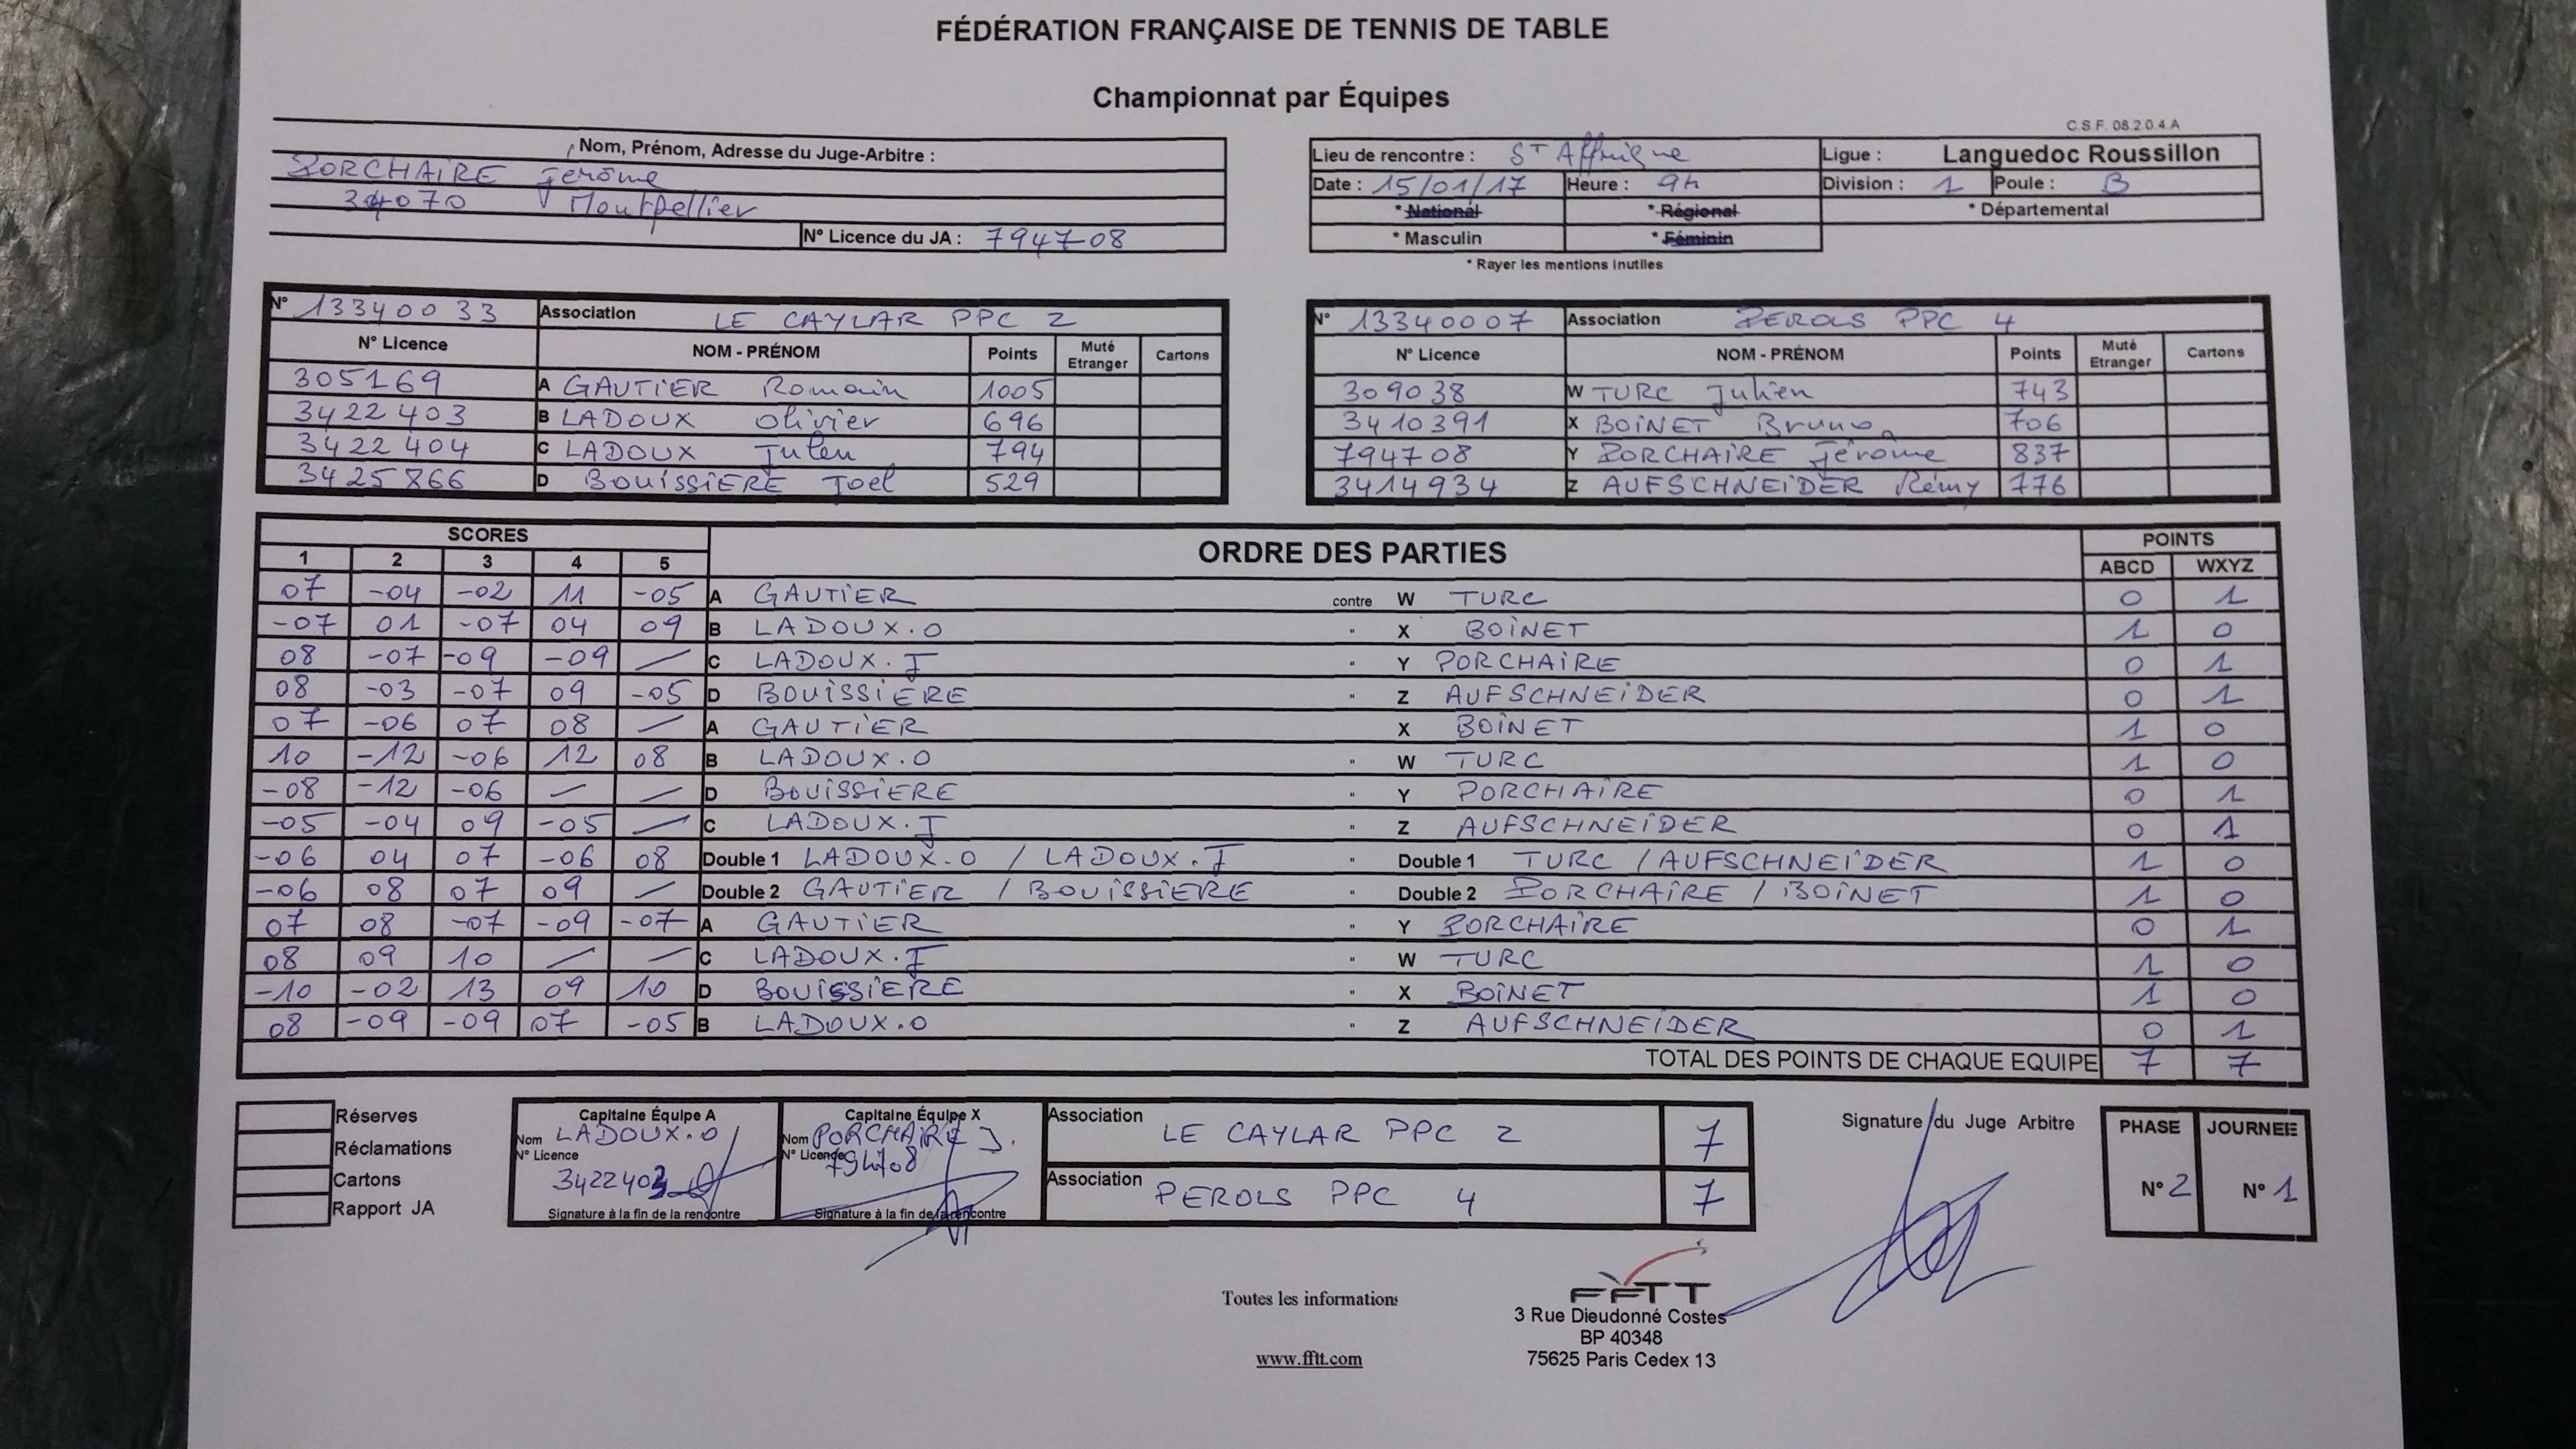 FÉDÉRATION FRANÇAISE DE TENNIS DE TABLE
Championnat par Équipes
C.S.F. 08.2.0.4.A
Nom, Prénom, Adresse du Juge-Arbitre :
PORCHAIRE Jerôme
34070 Montpellier
N° Licence du JA : 794708
Lieu de rencontre : ST Affrique
Ligue : Languedoc Roussillon
Date : 15/01/17 Heure : 9h
Division : 1 Poule : B
* National * Régional * Départemental
* Masculin * Féminin
* Rayer les mentions inutiles
N° 13340033 Association LE CAYLAR PPC 2
N° Licence NOM - PRÉNOM Points Muté Etranger Cartons
305169 A GAUTIER Romain 1005
3422403 B LADOUX Olivier 696
3422404 C LADOUX Julen 794
3425866 D BOUISSIERE Joel 529
N° 13340007 Association PEROLS PPC 4
N° Licence NOM - PRÉNOM Points Muté Etranger Cartons
309038 W TURC Julien 743
3410391 X BOINET Bruno 706
794708 Y PORCHAIRE Jérôme 837
3414934 Z AUFSCHNEIDER Rémy 776
SCORES ORDRE DES PARTIES POINTS
1 2 3 4 5 ABCD WXYZ
07 -04 -02 11 -05 A GAUTIER contre W TURC 0 1
-07 01 -07 04 09 B LADOUX.O " X BOINET 1 0
08 -07 -09 -09 / C LADOUX.J " Y PORCHAIRE 0 1
08 -03 -07 09 -05 D BOUISSIERE " Z AUFSCHNEIDER 0 1
07 -06 07 08 / A GAUTIER " X BOINET 1 0
10 -12 -06 12 08 B LADOUX.O " W TURC 1 0
-08 -12 -06 / / D BOUISSIERE " Y PORCHAIRE 0 1
-05 -04 09 -05 / C LADOUX.J " Z AUFSCHNEIDER 0 1
-06 04 07 -06 08 Double 1 LADOUX.O / LADOUX.J " Double 1 TURC / AUFSCHNEIDER 1 0
-06 08 07 09 / Double 2 GAUTIER / BOUISSIERE " Double 2 PORCHAIRE / BOINET 1 0
07 08 -07 -09 -07 A GAUTIER " Y PORCHAIRE 0 1
08 09 10 / / C LADOUX.J " W TURC 1 0
-10 -02 13 09 10 D BOUISSIERE " X BOINET 1 0
08 -09 -09 07 -05 B LADOUX.O " Z AUFSCHNEIDER 0 1
TOTAL DES POINTS DE CHAQUE EQUIPE 7 7
Réserves
Réclamations
Cartons
Rapport JA
Capitaine Équipe A
Nom LADOUX.O
N° Licence
3422403
Signature à la fin de la rencontre
Capitaine Équipe X
Nom PORCHAIRE J.
N° Licence 794708
Signature à la fin de la rencontre
Association LE CAYLAR PPC 2 7
Association PEROLS PPC 4 7
Signature du Juge Arbitre
PHASE JOURNEE
N° 2 N° 1
Toutes les informations
www.fftt.com
FFTT
3 Rue Dieudonné Costes
BP 40348
75625 Paris Cedex 13